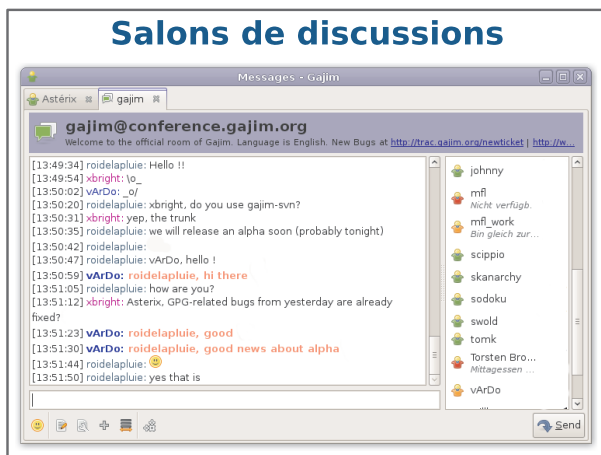 Salons de discussions
Messages - Gajim
Astérix
gajim
gajim@conference.gajim.org
Welcome to the official room of Gajim. Language is English. New Bugs at http://trac.gajim.org/newticket | http://w...
[13:49:34] roidelapluie: Hello !!
[13:49:54] xbright: \o_
[13:50:02] vArDo: _o/
[13:50:20] roidelapluie: xbright, do you use gajim-svn?
[13:50:31] xbright: yep, the trunk
[13:50:35] roidelapluie: we will release an alpha soon (probably tonight)
[13:50:42] roidelapluie:
[13:50:47] roidelapluie: vArDo, hello !
[13:50:59] vArDo: roidelapluie, hi there
[13:51:05] roidelapluie: how are you?
[13:51:12] xbright: Asterix, GPG-related bugs from yesterday are already
fixed?
[13:51:23] vArDo: roidelapluie, good
[13:51:30] vArDo: roidelapluie, good news about alpha
[13:51:44] roidelapluie:
[13:51:50] roidelapluie: yes that is
johnny
mfl
Nicht verfügb.
mfl_work
Bin gleich zur...
scippio
skanarchy
sodoku
swold
tomk
Torsten Bro...
Mittagessen ...
vArDo
Send